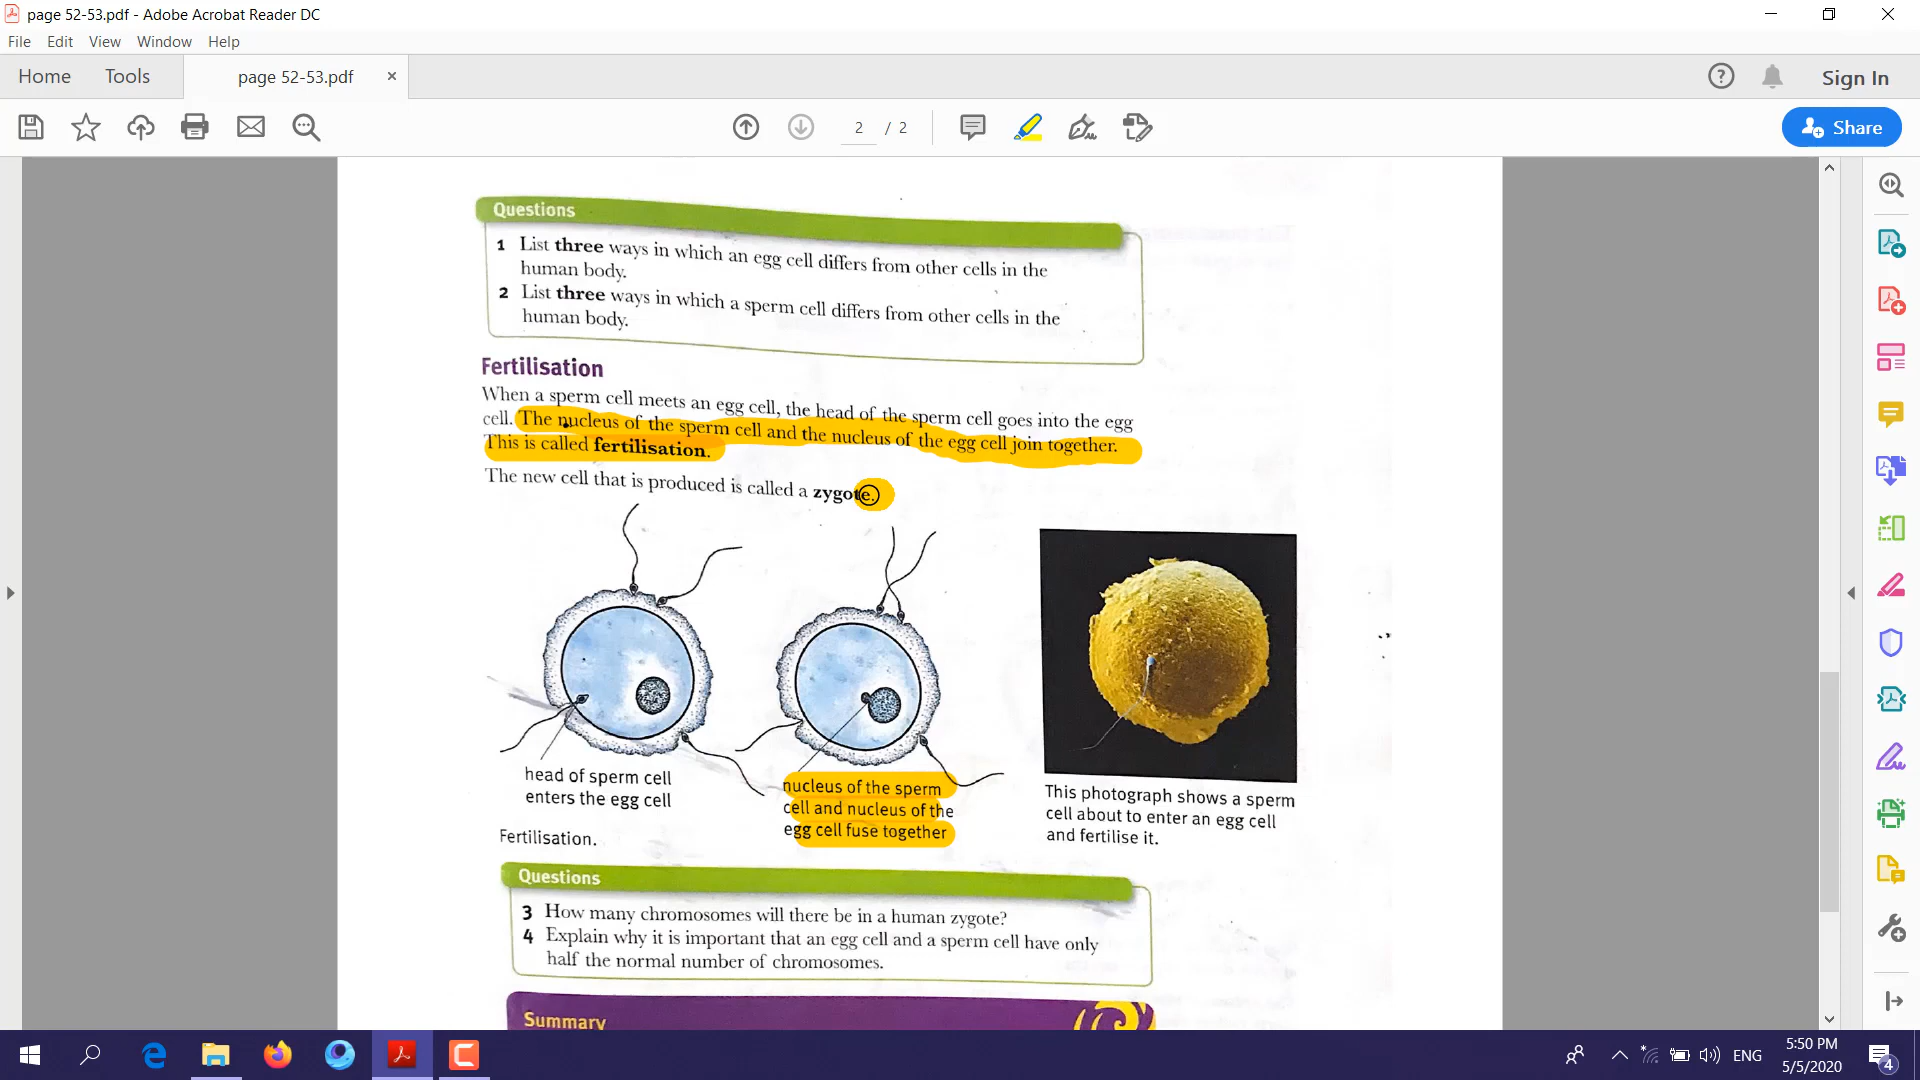 page 52-53.pdf - Adobe Acrobat Reader DC
File Edit View Window Help
Home Tools page 52-53.pdf × Sign In
2 / 2 Share
Questions
1 List three ways in which an egg cell differs from other cells in the
human body.
2 List three ways in which a sperm cell differs from other cells in the
human body.
Fertilisation
When a sperm cell meets an egg cell, the head of the sperm cell goes into the egg
cell. The nucleus of the sperm cell and the nucleus of the egg cell join together.
This is called fertilisation.
The new cell that is produced is called a zygote.
head of sperm cell
enters the egg cell
nucleus of the sperm
cell and nucleus of the
egg cell fuse together
This photograph shows a sperm
cell about to enter an egg cell
and fertilise it.
Fertilisation.
Questions
3 How many chromosomes will there be in a human zygote?
4 Explain why it is important that an egg cell and a sperm cell have only
half the normal number of chromosomes.
Summary
ENG
5:50 PM
5/5/2020
4